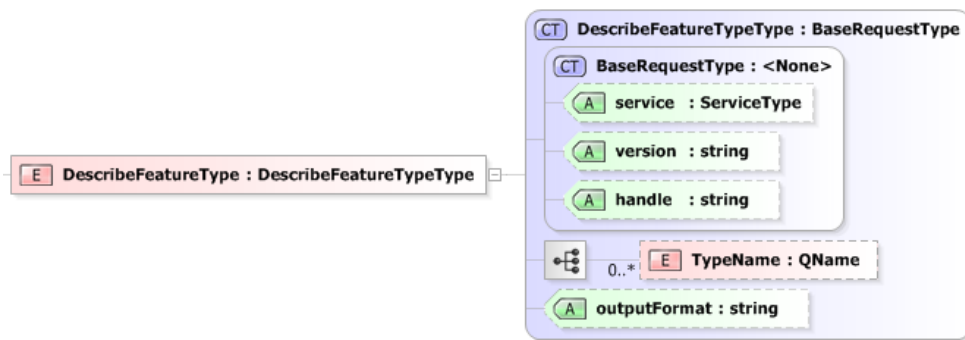 CT DescribeFeatureTypeType : BaseRequestType
CT BaseRequestType : <None>
A service : ServiceType
A version : string
A handle : string
E DescribeFeatureType : DescribeFeatureTypeType
0..* E TypeName : QName
A outputFormat : string